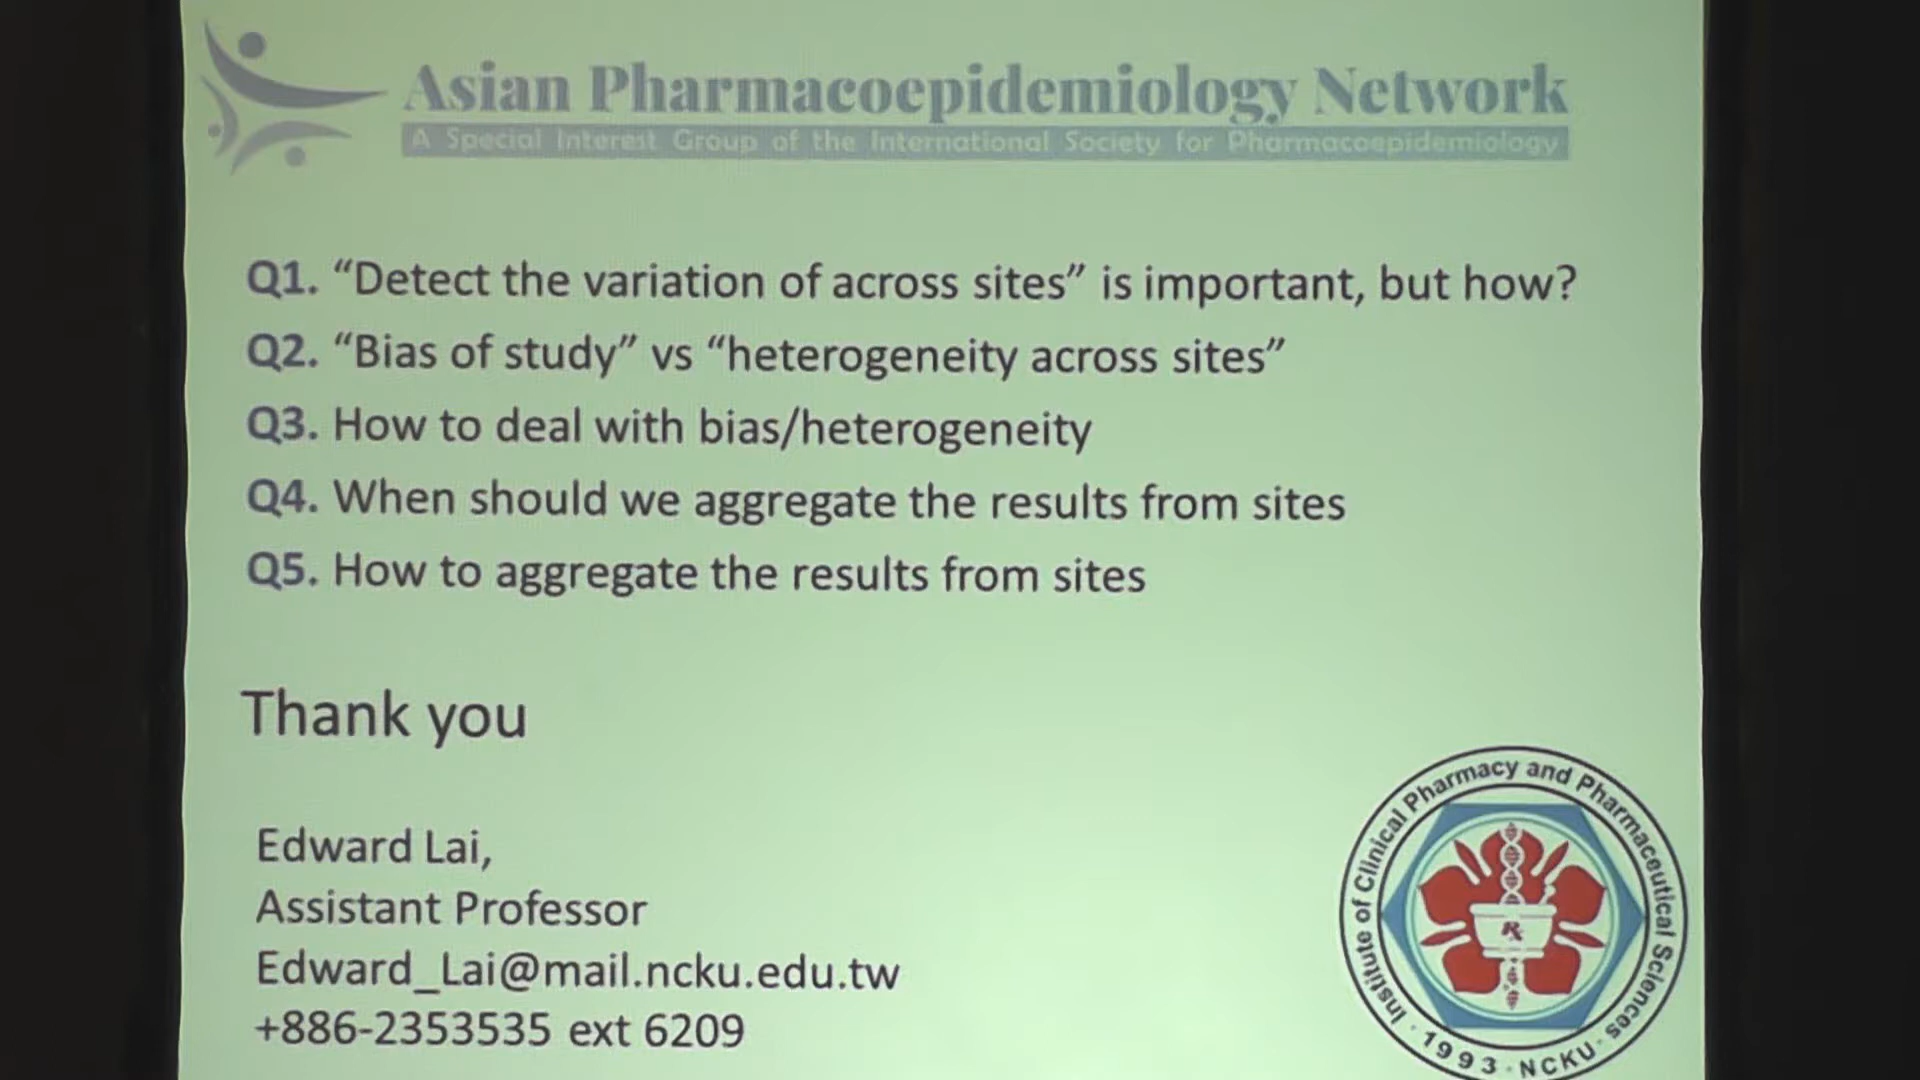 Asian Pharmacoepidemiology Network
A Special Interest Group of the International Society for Pharmacoepidemiology
Q1. “Detect the variation of across sites” is important, but how?
Q2. “Bias of study” vs “heterogeneity across sites”
Q3. How to deal with bias/heterogeneity
Q4. When should we aggregate the results from sites
Q5. How to aggregate the results from sites
Thank you
Edward Lai,
Assistant Professor
Edward_Lai@mail.ncku.edu.tw
+886-2353535 ext 6209
Institute of Clinical Pharmacy and Pharmaceutical Sciences
· 1993 · NCKU ·
Rx